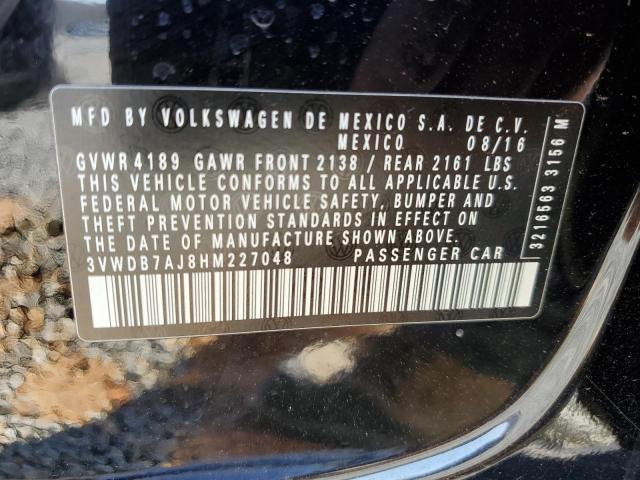 MFD BY VOLKSWAGEN DE MEXICO S.A. DE C.V.
MEXICO 08/16
GVWR 4189 GAWR FRONT 2138 / REAR 2161 LBS
THIS VEHICLE CONFORMS TO ALL APPLICABLE U.S.
FEDERAL MOTOR VEHICLE SAFETY, BUMPER AND
THEFT PREVENTION STANDARDS IN EFFECT ON
THE DATE OF MANUFACTURE SHOWN ABOVE.
3VWDB7AJ8HM227048 PASSENGER CAR
3216563 3156 M